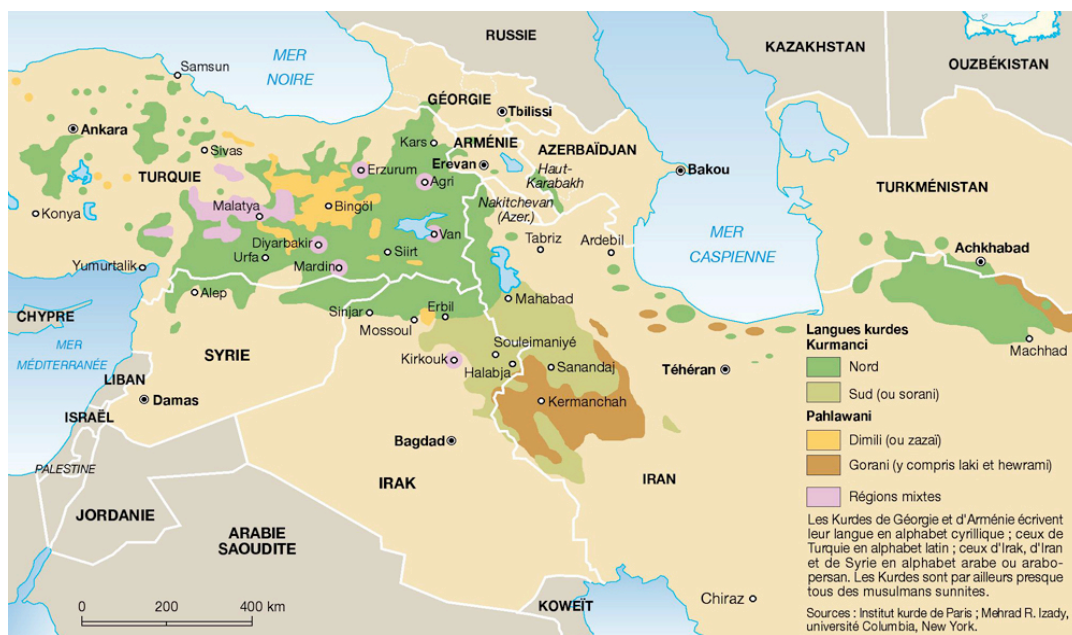 RUSSIE
KAZAKHSTAN
OUZBÉKISTAN
MER
NOIRE
Samsun
GÉORGIE
Tbilissi
Ankara
Kars
ARMÉNIE
AZERBAÏDJAN
Sivas
Erevan
Haut-
Karabakh
Bakou
TURQUIE
Erzurum
Agri
TURKMÉNISTAN
Nakitchevan
(Azer.)
Malatya
Bingöl
Konya
Van
Tabriz
Ardebil
MER
CASPIENNE
Achkhabad
Diyarbakir
Siirt
Urfa
Yumurtalik
Mardin
Alep
Mahabad
CHYPRE
Sinjar
Erbil
Mossoul
Machhad
MER
MÉDITERRANÉE
SYRIE
Souleimaniyé
Kirkouk
Halabja
Sanandaj
Téhéran
LIBAN
Damas
Kermanchah
ISRAËL
Bagdad
PALESTINE
IRAK
IRAN
JORDANIE
ARABIE
SAOUDITE
KOWEÏT
Chiraz
0 200 400 km
Langues kurdes
Kurmanci
Nord
Sud (ou sorani)
Pahlawani
Dimili (ou zazaï)
Gorani (y compris laki et hewrami)
Régions mixtes
Les Kurdes de Géorgie et d'Arménie écrivent
leur langue en alphabet cyrillique ; ceux de
Turquie en alphabet latin ; ceux d'Irak, d'Iran
et de Syrie en alphabet arabe ou arabo-
persan. Les Kurdes sont par ailleurs presque
tous des musulmans sunnites.
Sources : Institut kurde de Paris ; Mehrad R. Izady,
université Columbia, New York.